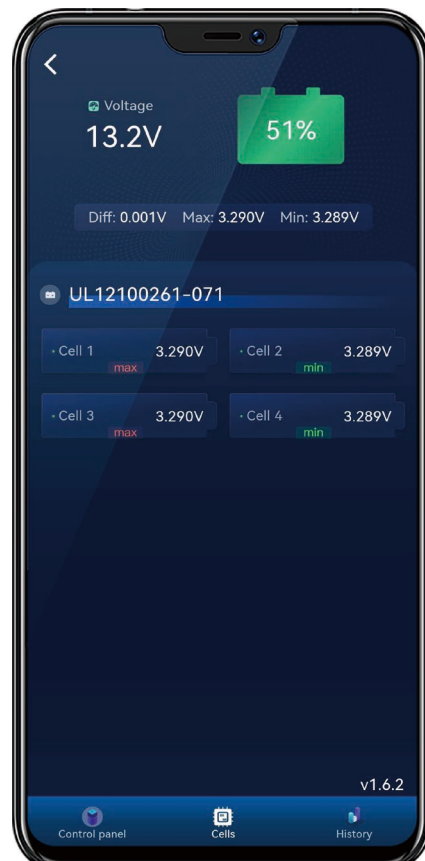 Voltage
13.2V
51%
Diff: 0.001V Max: 3.290V Min: 3.289V
UL12100261-071
Cell 1 3.290V
max
Cell 2 3.289V
min
Cell 3 3.290V
max
Cell 4 3.289V
min
v1.6.2
Control panel
Cells
History